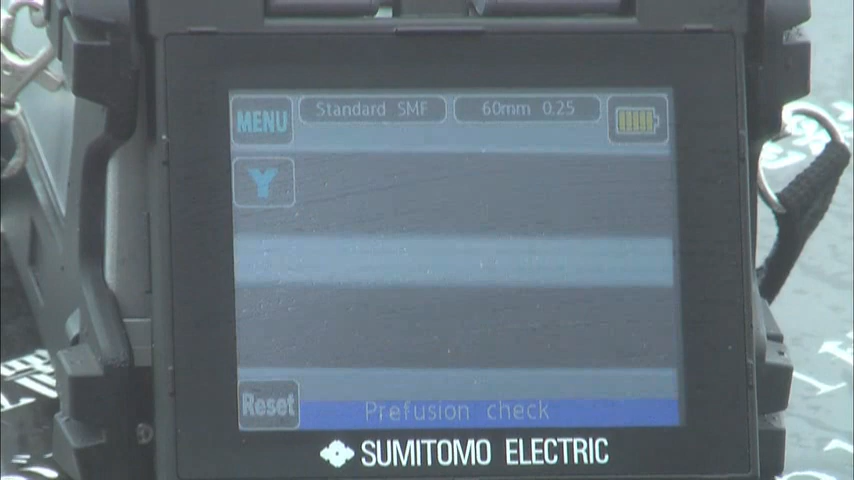 MENU Standard SMF 60mm 0.25
Y
Reset Prefusion check
SUMITOMO ELECTRIC